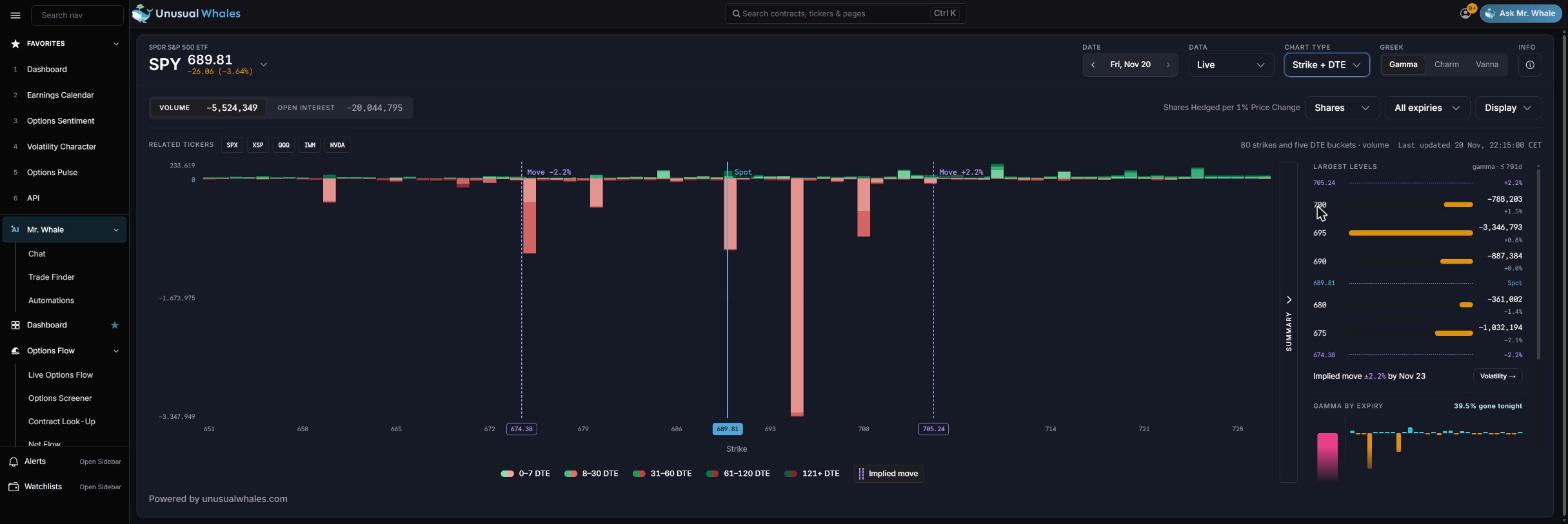 Search nav
Unusual Whales
Search contracts, tickers & pages
Ctrl K
9+
Ask Mr. Whale
FAVORITES
1 Dashboard
2 Earnings Calendar
3 Options Sentiment
4 Volatility Character
5 Options Pulse
6 API
Mr. Whale
Chat
Trade Finder
Automations
Dashboard
Options Flow
Live Options Flow
Options Screener
Contract Look-Up
Net Flow
Alerts Open Sidebar
Watchlists Open Sidebar
SPDR S&P 500 ETF
SPY 689.81
−26.06 (−3.64%)
DATE
Fri, Nov 20
DATA
Live
CHART TYPE
Strike + DTE
GREEK
Gamma Charm Vanna
INFO
VOLUME −5,524,349 OPEN INTEREST −20,044,795
Shares Hedged per 1% Price Change
Shares
All expiries
Display
RELATED TICKERS SPX XSP QQQ IWM NVDA
80 strikes and five DTE buckets · volume Last updated 20 Nov, 22:15:00 CET
233.619
0
−1,673.975
−3.347.949
Move −2.2%
Spot
Move +2.2%
651 658 665 672 674.38 679 686 689.81 693 700 705.24 714 721 728
Strike
0–7 DTE 8–30 DTE 31–60 DTE 61–120 DTE 121+ DTE Implied move
SUMMARY
LARGEST LEVELS gamma · ≤ 791d
705.24 +2.2%
700 −788,203
+1.5%
695 −3,346,793
+0.8%
690 −887,384
+0.0%
689.81 Spot
680 −361,002
−1.4%
675 −1,032,194
−2.1%
674.38 −2.2%
Implied move ±2.2% by Nov 23
Volatility →
GAMMA BY EXPIRY 39.5% gone tonight
Powered by unusualwhales.com